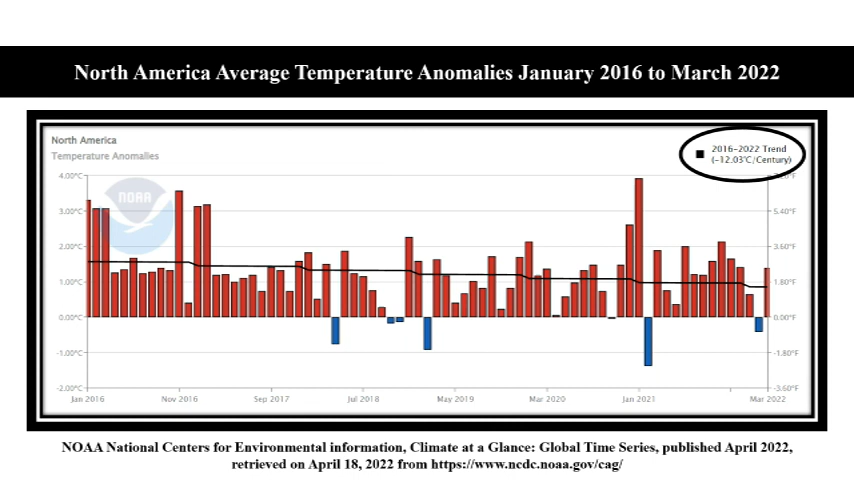 North America Average Temperature Anomalies January 2016 to March 2022
North America
Temperature Anomalies
2016-2022 Trend
(-12.03°C/Century)
NOAA
4.00°C
3.00°C 5.40°F
2.00°C 3.60°F
1.00°C 1.80°F
0.00°C 0.00°F
-1.00°C -1.80°F
-2.00°C -3.60°F
Jan 2016 Nov 2016 Sep 2017 Jul 2018 May 2019 Mar 2020 Jan 2021 Mar 2022
NOAA National Centers for Environmental information, Climate at a Glance: Global Time Series, published April 2022,
retrieved on April 18, 2022 from https://www.ncdc.noaa.gov/cag/